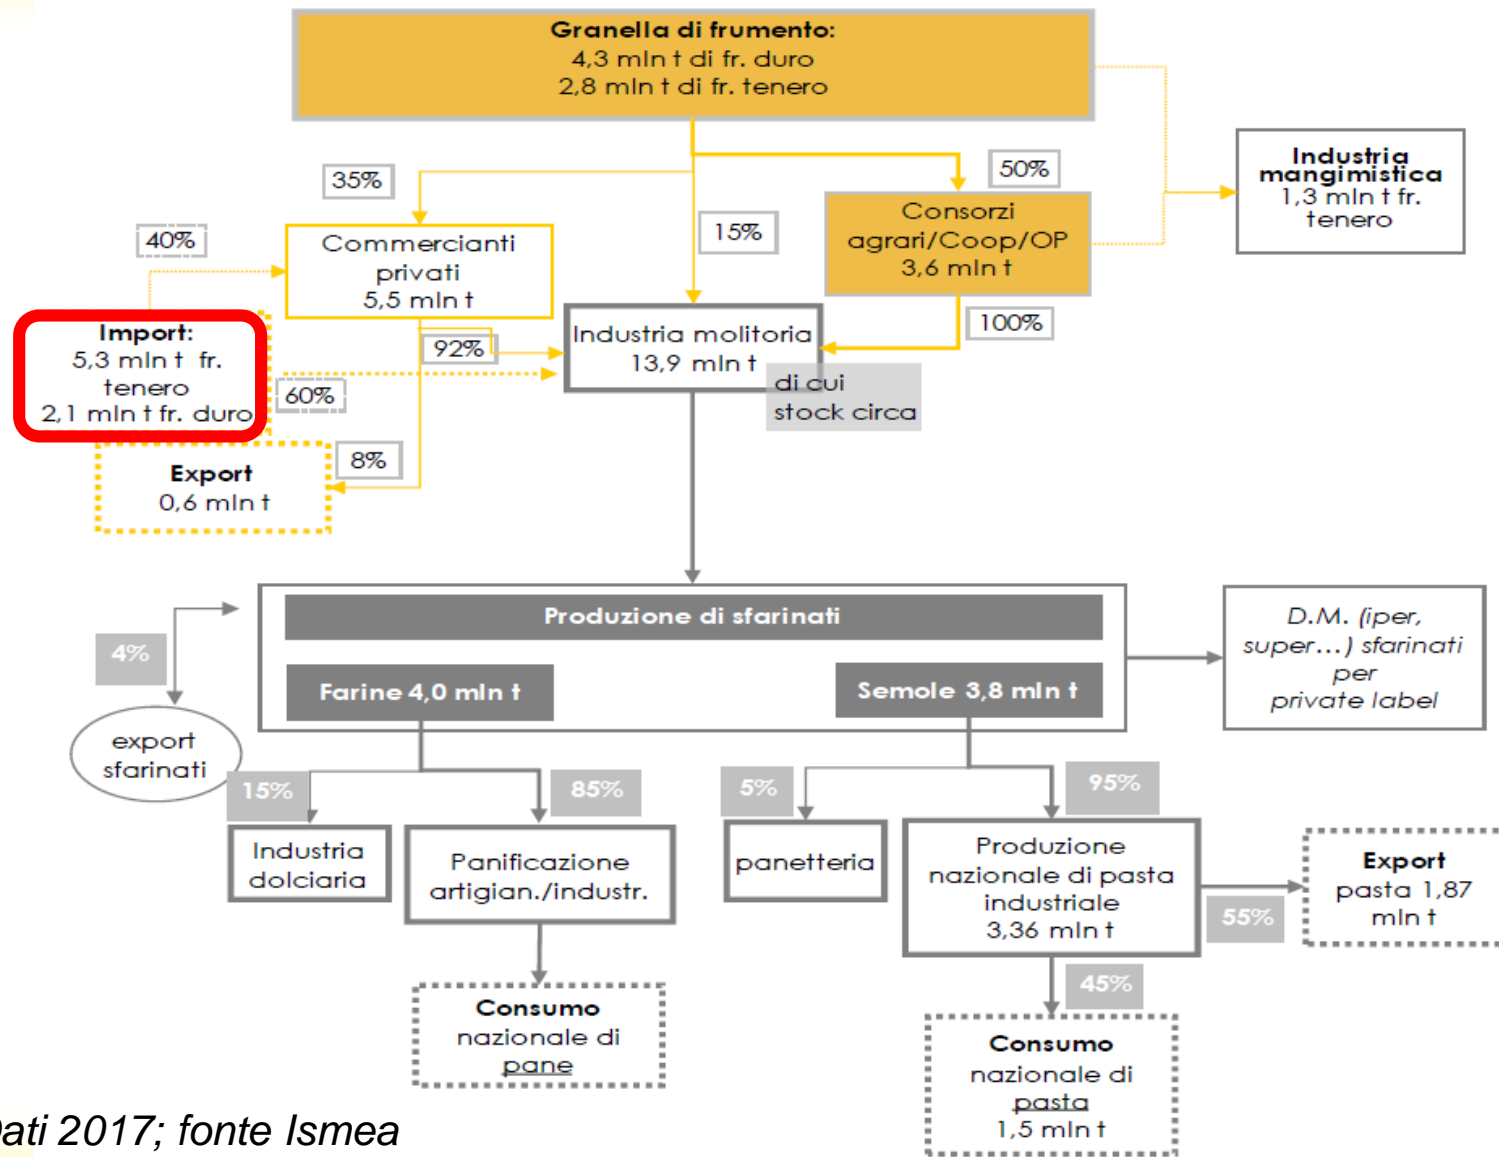 Granella di frumento:
4,3 mln t di fr. duro
2,8 mln t di fr. tenero
Industria
mangimistica
1,3 mln t fr.
tenero
35%
50%
15%
40%
Commercianti
privati
5,5 mln t
Consorzi
agrari/Coop/OP
3,6 mln t
100%
Import:
5,3 mln t fr.
tenero
2,1 mln t fr. duro
92%
60%
Industria molitoria
13,9 mln t
di cui
stock circa
8%
Export
0,6 mln t
Produzione di sfarinati
Farine 4,0 mln t
Semole 3,8 mln t
D.M. (iper,
super...) sfarinati
per
private label
4%
export
sfarinati
15%
85%
5%
95%
Industria
dolciaria
Panificazione
artigian./industr.
panetteria
Produzione
nazionale di pasta
industriale
3,36 mln t
55%
Export
pasta 1,87
mln t
45%
Consumo
nazionale di
pane
Consumo
nazionale di
pasta
1,5 mln t
ati 2017; fonte Ismea